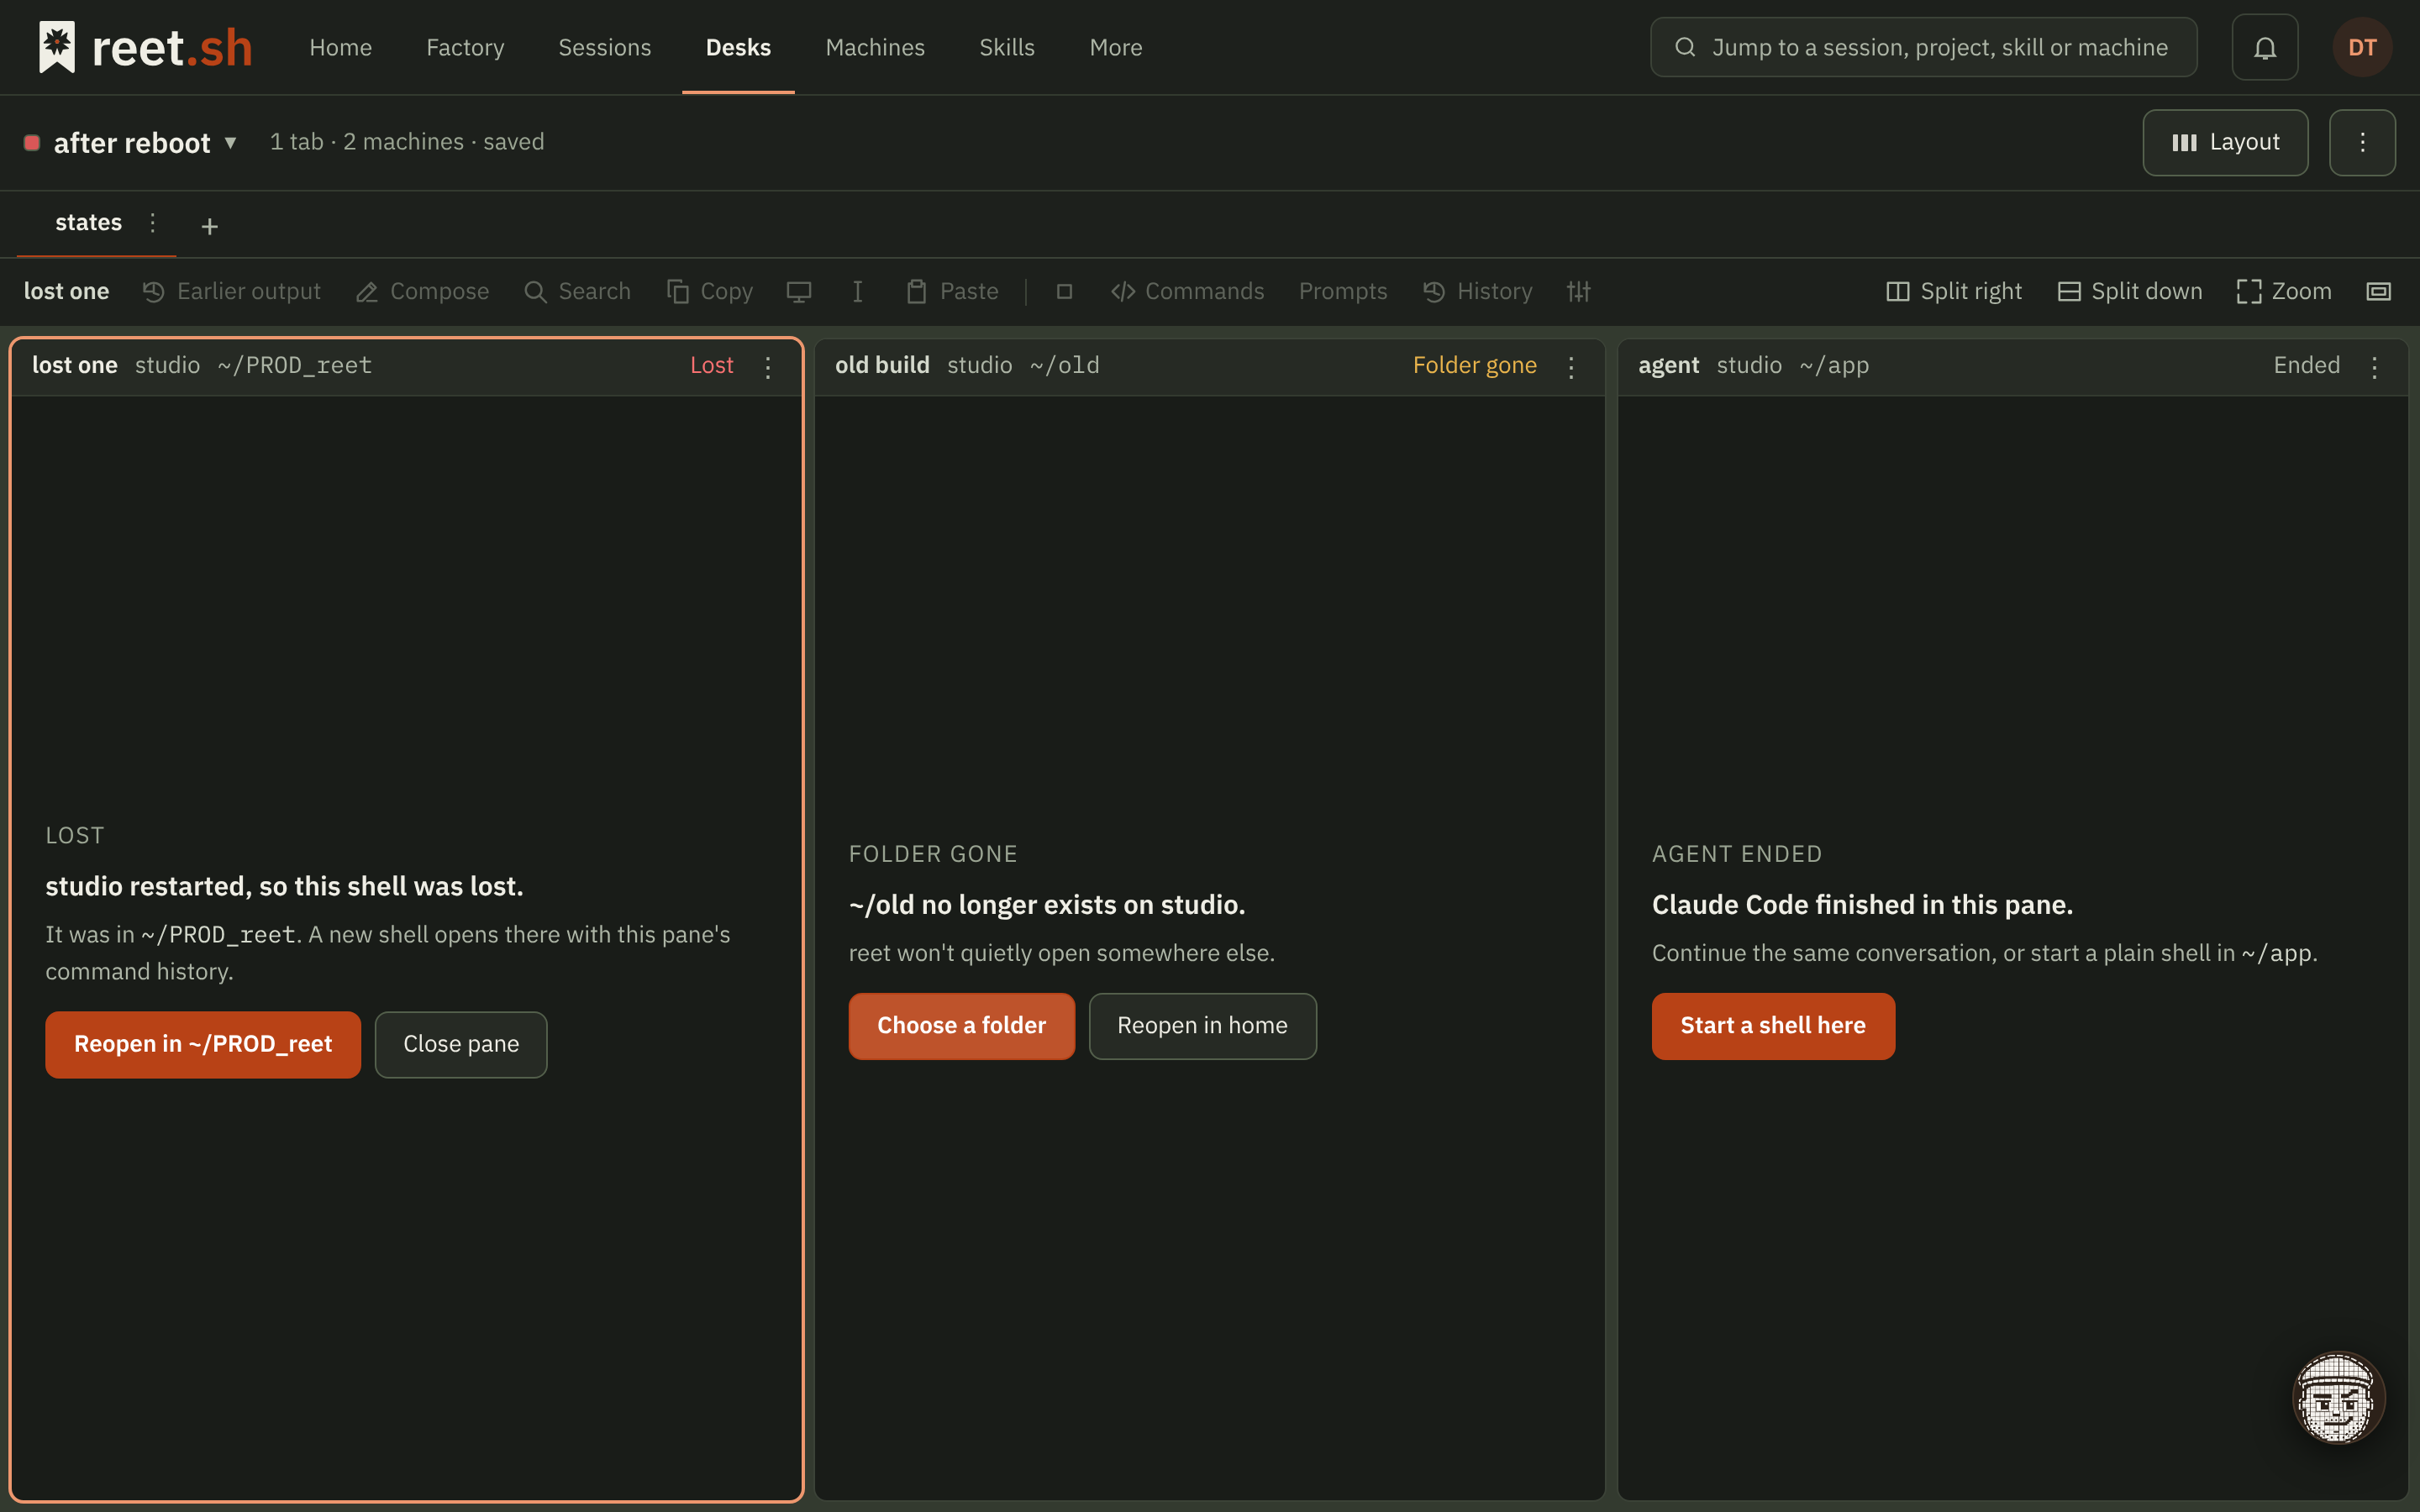 reet.sh Home Factory Sessions Desks Machines Skills More Jump to a session, project, skill or machine DT
after reboot ▼ 1 tab · 2 machines · saved Layout ⋮
states ⋮ +
lost one Earlier output Compose Search Copy Paste Commands Prompts History Split right Split down Zoom
lost one studio ~/PROD_reet Lost ⋮
LOST
studio restarted, so this shell was lost.
It was in ~/PROD_reet. A new shell opens there with this pane's
command history.
Reopen in ~/PROD_reet Close pane
old build studio ~/old Folder gone ⋮
FOLDER GONE
~/old no longer exists on studio.
reet won't quietly open somewhere else.
Choose a folder Reopen in home
agent studio ~/app Ended ⋮
AGENT ENDED
Claude Code finished in this pane.
Continue the same conversation, or start a plain shell in ~/app.
Start a shell here